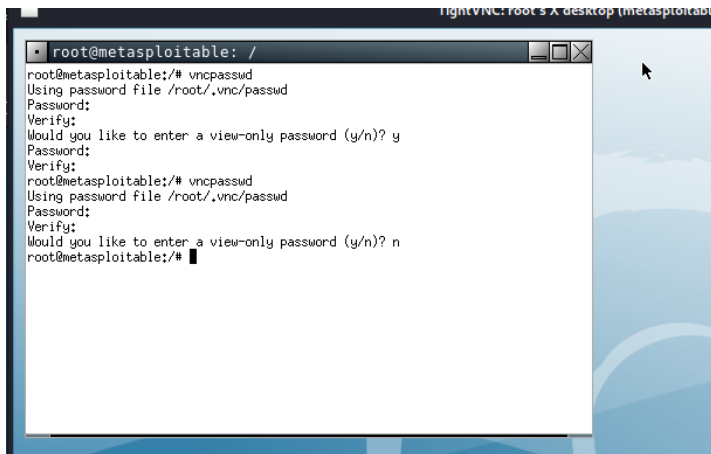 TightVNC: root's X desktop (metasploitabl
root@metasploitable: /
root@metasploitable:/# vncpasswd
Using password file /root/.vnc/passwd
Password:
Verify:
Would you like to enter a view-only password (y/n)? y
Password:
Verify:
root@metasploitable:/# vncpasswd
Using password file /root/.vnc/passwd
Password:
Verify:
Would you like to enter a view-only password (y/n)? n
root@metasploitable:/#